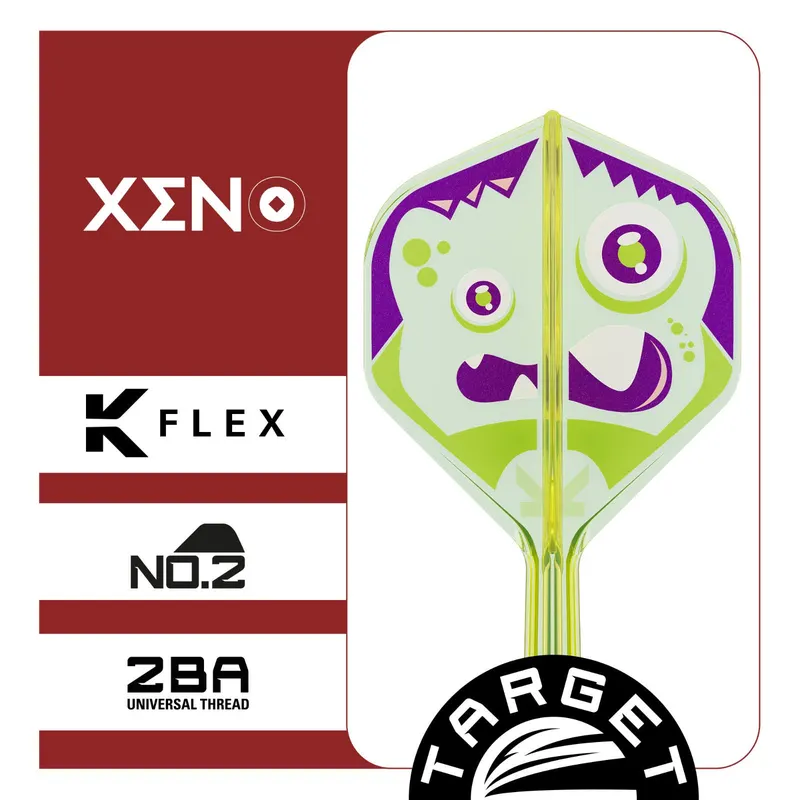 XΣNO
K FLEX
NO.2
2BA
UNIVERSAL THREAD
K
TARGET